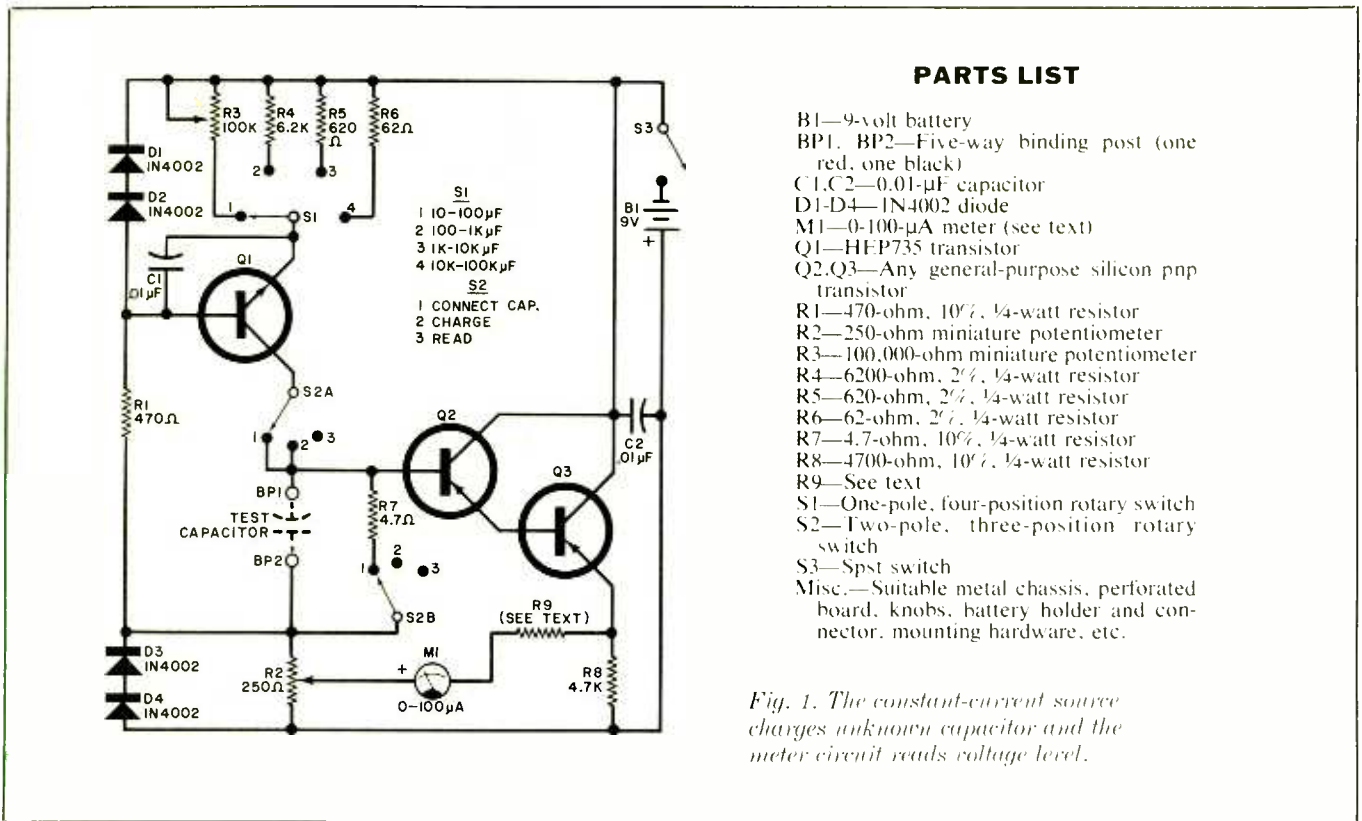 R3
100K
R4
6.2K
R5
620
Ω
R6
62Ω
S3
D1
IN4002
D2
IN4002
2
3
1
S1
4
S1
1 10-100µF
2 100-1KµF
3 1K-10KµF
4 10K-100KµF
S2
1 CONNECT CAP.
2 CHARGE
3 READ
B1
9V
+
C1
.01µF
Q1
R1
470Ω
S2A
1
2
3
Q2
Q3
C2
.01µF
BP1
TEST
CAPACITOR
BP2
R7
4.7Ω
1
2
3
S2B
R9
(SEE TEXT)
D3
IN4002
D4
IN4002
R2
250Ω
+
M1
0-100µA
R8
4.7K
PARTS LIST
B1—9-volt battery
BP1, BP2—Five-way binding post (one
red, one black)
C1,C2—0.01-µF capacitor
D1-D4—1N4002 diode
M1—0-100-µA meter (see text)
Q1—HEP735 transistor
Q2,Q3—Any general-purpose silicon pnp
transistor
R1—470-ohm, 10%, ¼-watt resistor
R2—250-ohm miniature potentiometer
R3—100,000-ohm miniature potentiometer
R4—6200-ohm, 2%, ¼-watt resistor
R5—620-ohm, 2%, ¼-watt resistor
R6—62-ohm, 2%, ¼-watt resistor
R7—4.7-ohm, 10%, ¼-watt resistor
R8—4700-ohm, 10%, ¼-watt resistor
R9—See text
S1—One-pole, four-position rotary switch
S2—Two-pole, three-position rotary
switch
S3—Spst switch
Misc.—Suitable metal chassis, perforated
board, knobs, battery holder and con-
nector, mounting hardware, etc.
Fig. 1. The constant-current source
charges unknown capacitor and the
meter circuit reads voltage level.